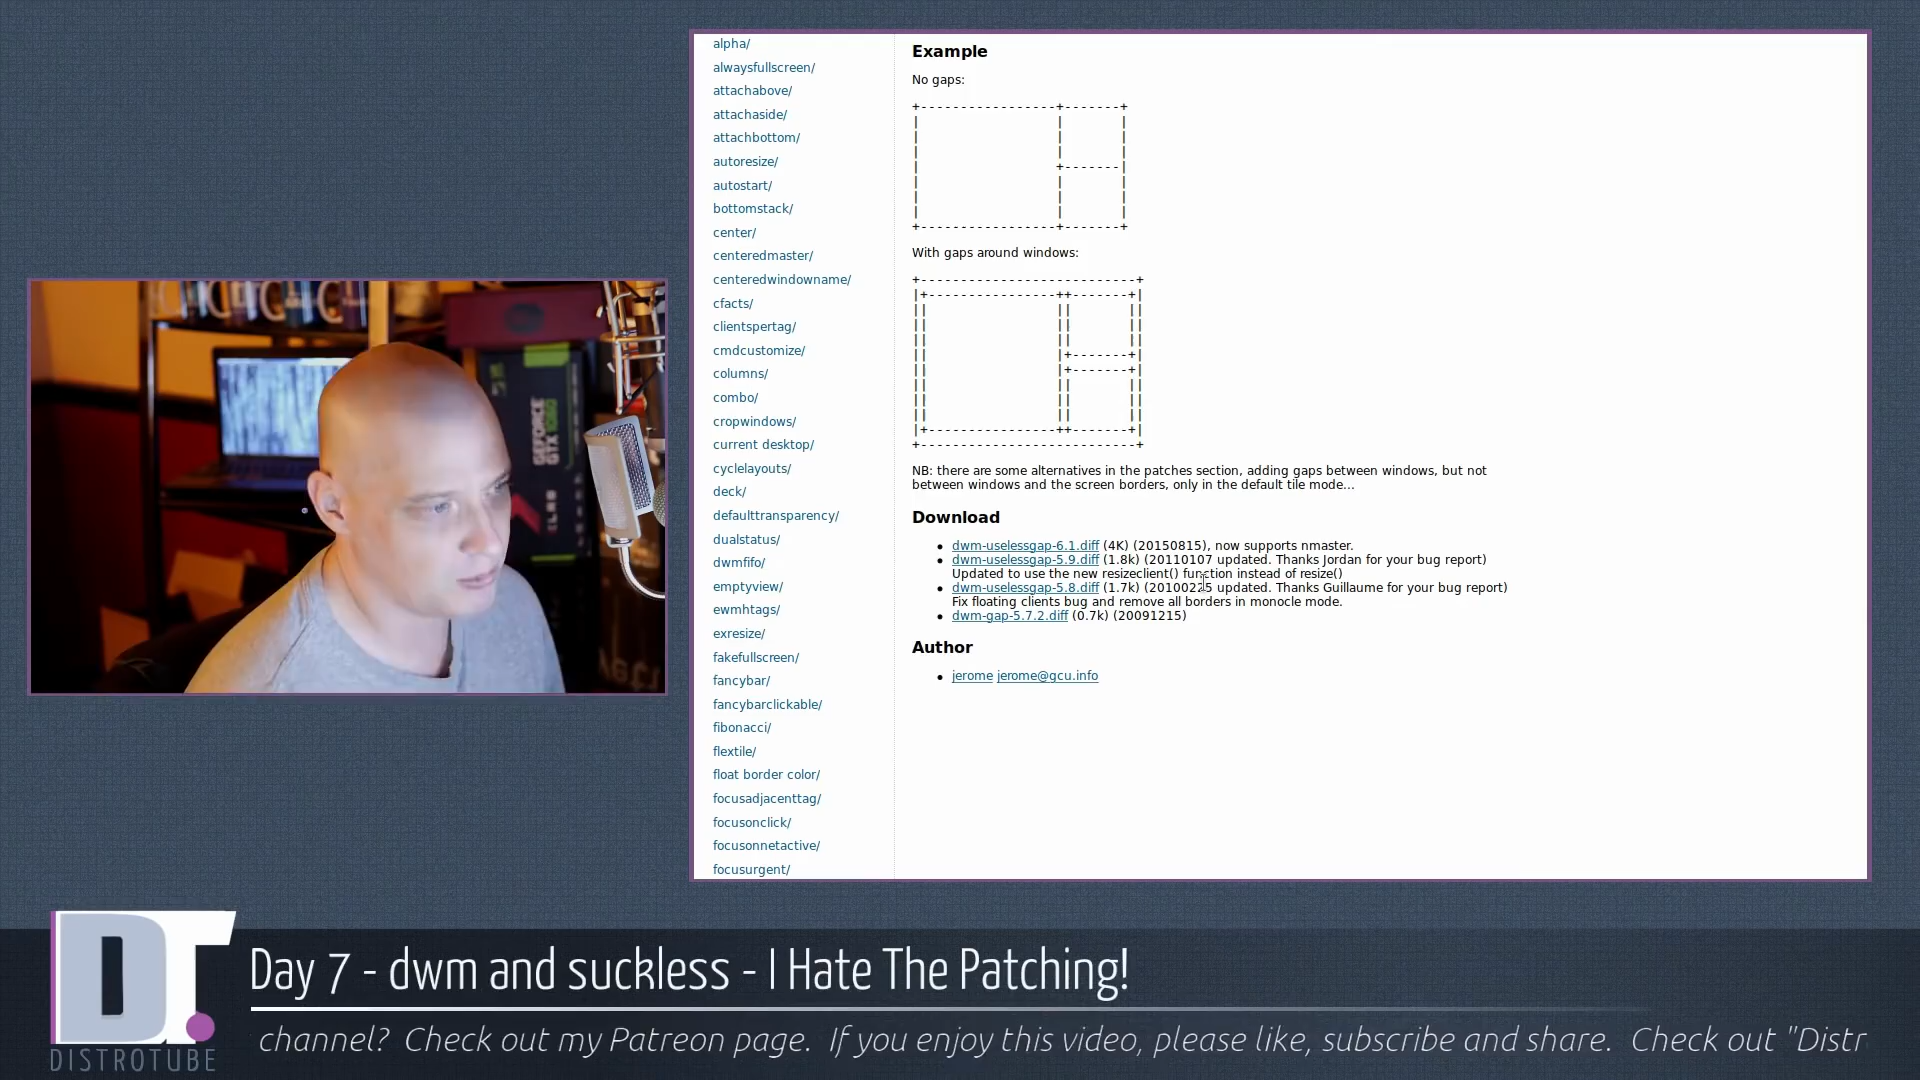 alpha/
alwaysfullscreen/
attachabove/
attachaside/
attachbottom/
autoresize/
autostart/
bottomstack/
center/
centeredmaster/
centeredwindowname/
cfacts/
clientspertag/
cmdcustomize/
columns/
combo/
cropwindows/
current desktop/
cyclelayouts/
deck/
defaulttransparency/
dualstatus/
dwmfifo/
emptyview/
ewmhtags/
exresize/
fakefullscreen/
fancybar/
fancybarclickable/
fibonacci/
flextile/
float border color/
focusadjacenttag/
focusonclick/
focusonnetactive/
focusurgent/
Example
No gaps:
+-----------------+-------+
|                 |       |
|                 |       |
|                 |       |
|                 +-------|
|                 |       |
|                 |       |
|                 |       |
+-----------------+-------+
With gaps around windows:
+---------------------------+
|+----------------++-------+|
||                ||       ||
||                ||       ||
||                ||       ||
||                |+-------+|
||                |+-------+|
||                ||       ||
||                ||       ||
||                ||       ||
|+----------------++-------+|
+---------------------------+
NB: there are some alternatives in the patches section, adding gaps between windows, but not
between windows and the screen borders, only in the default tile mode...
Download
• dwm-uselessgap-6.1.diff (4K) (20150815), now supports nmaster.
• dwm-uselessgap-5.9.diff (1.8k) (20110107 updated. Thanks Jordan for your bug report)
Updated to use the new resizeclient() function instead of resize()
• dwm-uselessgap-5.8.diff (1.7k) (20100225 updated. Thanks Guillaume for your bug report)
Fix floating clients bug and remove all borders in monocle mode.
• dwm-gap-5.7.2.diff (0.7k) (20091215)
Author
• jerome jerome@gcu.info
GEFORCE
GTX 1080
DT
DISTROTUBE
Day 7 - dwm and suckless - I Hate The Patching!
channel? Check out my Patreon page. If you enjoy this video, please like, subscribe and share. Check out "Distr